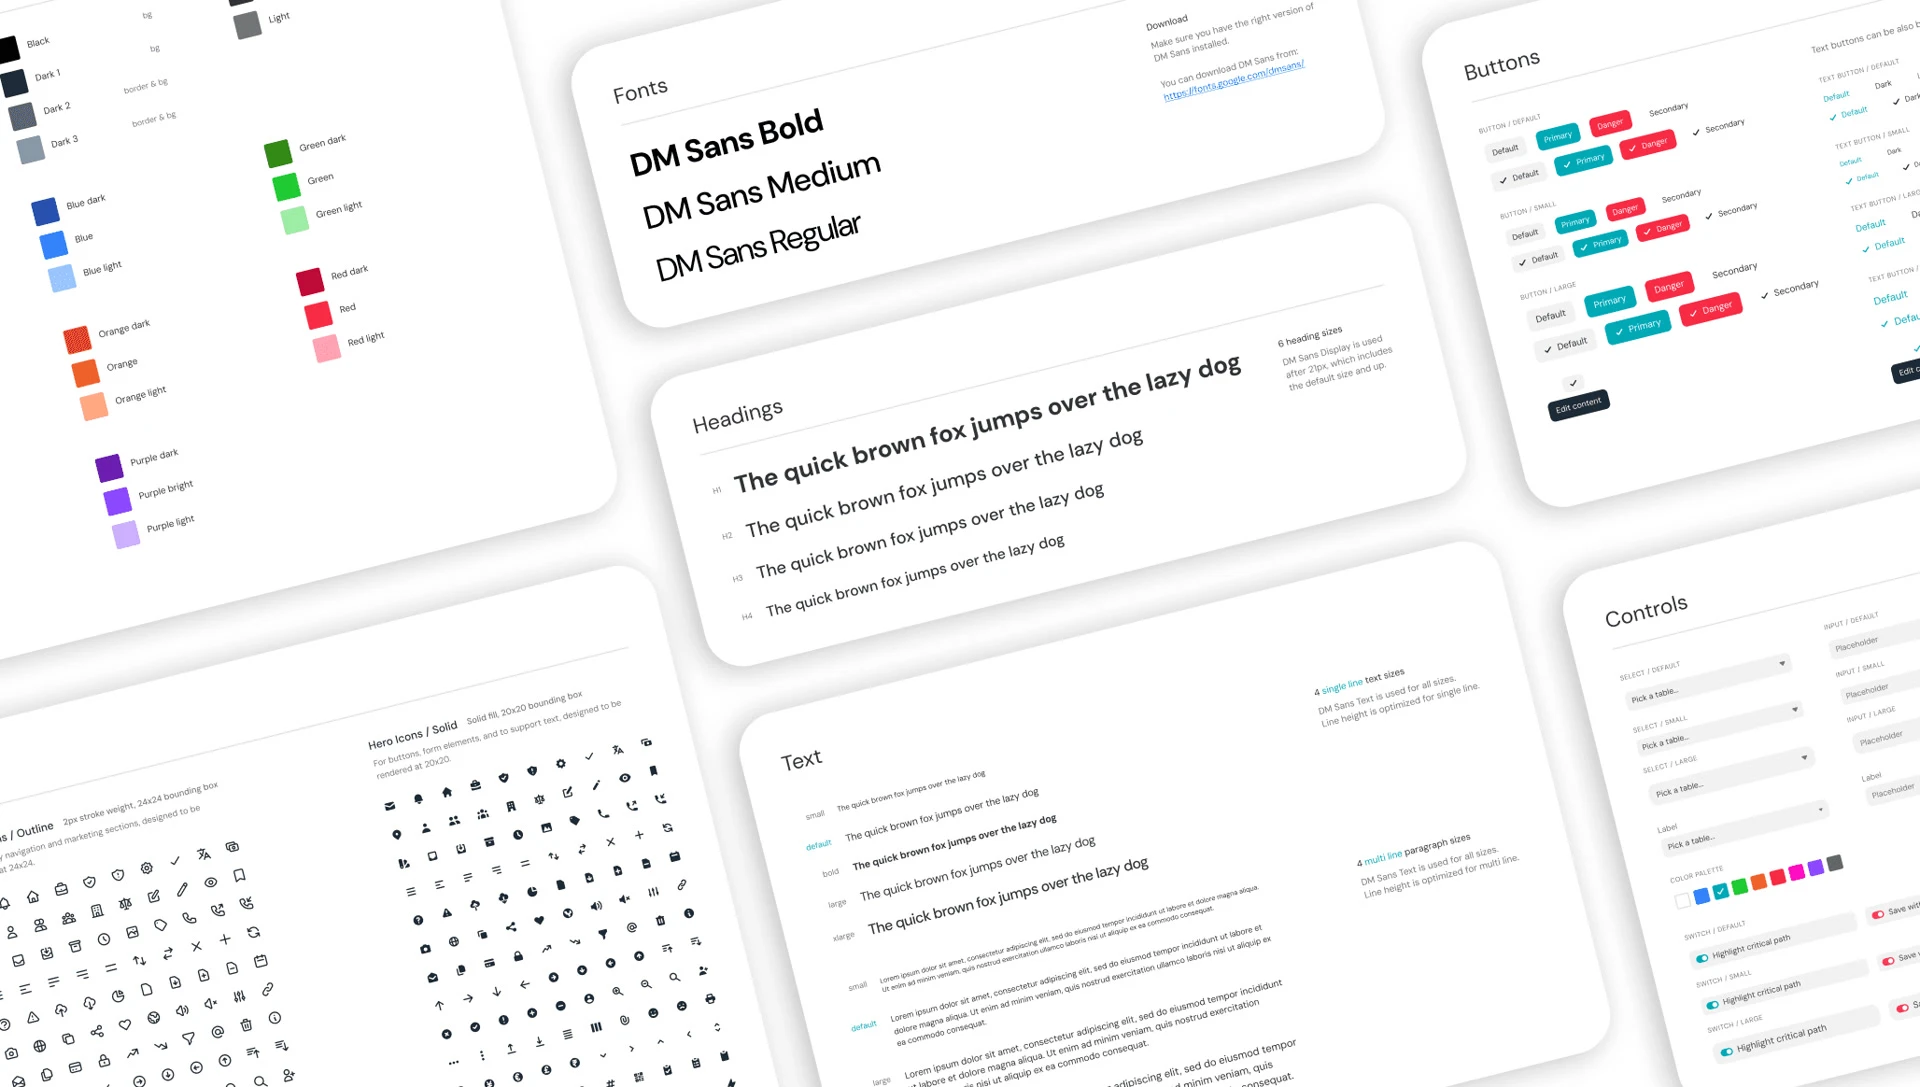 Black
Dark 1
Dark 2
Dark 3
bg
bg
border & bg
border & bg
Light
Blue dark
Blue
Blue light
Green dark
Green
Green light
Orange dark
Orange
Orange light
Red dark
Red
Red light
Purple dark
Purple bright
Purple light
Fonts
DM Sans Bold
DM Sans Medium
DM Sans Regular
Download
Make sure you have the right version of
DM Sans installed.
You can download DM Sans from:
https://fonts.google.com/dmsans/
Headings
H1 The quick brown fox jumps over the lazy dog
H2 The quick brown fox jumps over the lazy dog
H3 The quick brown fox jumps over the lazy dog
H4 The quick brown fox jumps over the lazy dog
6 heading sizes
DM Sans Display is used
after 21px, which includes
the default size and up.
Buttons
BUTTON / DEFAULT
Default Primary Danger Secondary
Default Primary Danger Secondary
BUTTON / SMALL
Default Primary Danger Secondary
Default Primary Danger Secondary
BUTTON / LARGE
Default Primary Danger Secondary
Default Primary Danger Secondary
Edit content
Text buttons can be also
TEXT BUTTON / DEFAULT
Default Dark
Default Dark
TEXT BUTTON / SMALL
Default Dark
Default
TEXT BUTTON / LARGE
Default
Default
TEXT BUTTON /
Default
Edit
Outline 2px stroke weight, 24x24 bounding box
navigation and marketing sections, designed to be
at 24x24.
Hero Icons / Solid Solid fill, 20x20 bounding box
For buttons, form elements, and to support text, designed to be
rendered at 20x20.
Text
small The quick brown fox jumps over the lazy dog
default The quick brown fox jumps over the lazy dog
bold The quick brown fox jumps over the lazy dog
large The quick brown fox jumps over the lazy dog
xlarge The quick brown fox jumps over the lazy dog
4 single line text sizes
DM Sans Text is used for all sizes.
Line height is optimized for single line.
small Lorem ipsum dolor sit amet, consectetur adipiscing elit, sed do eiusmod tempor incididunt ut labore et dolore magna aliqua.
Ut enim ad minim veniam, quis nostrud exercitation ullamco laboris nisi ut aliquip ex ea commodo consequat.
default Lorem ipsum dolor sit amet, consectetur adipiscing elit, sed do eiusmod tempor incididunt ut labore et
dolore magna aliqua. Ut enim ad minim veniam, quis nostrud exercitation ullamco laboris nisi ut aliquip ex
ea commodo consequat.
large Lorem ipsum dolor sit amet, consectetur adipiscing elit, sed do eiusmod tempor incididunt
ut labore et dolore magna aliqua. Ut enim ad minim veniam, quis nostrud exercitation
ullamco laboris nisi ut aliquip ex ea commodo consequat.
adipiscing elit, sed do eiusmod tempor
Ut enim ad minim veniam, quis nostrud
consequat.
4 multi line paragraph sizes
DM Sans Text is used for all sizes.
Line height is optimized for multi line.
Controls
SELECT / DEFAULT
Pick a table...
SELECT / SMALL
Pick a table...
SELECT / LARGE
Pick a table...
Label
Pick a table...
INPUT / DEFAULT
Placeholder
INPUT / SMALL
Placeholder
INPUT / LARGE
Placeholder
Label
Placeholder
COLOR PALETTE
SWITCH / DEFAULT
Highlight critical path
Save
SWITCH / SMALL
Highlight critical path
Save
SWITCH / LARGE
Highlight critical path